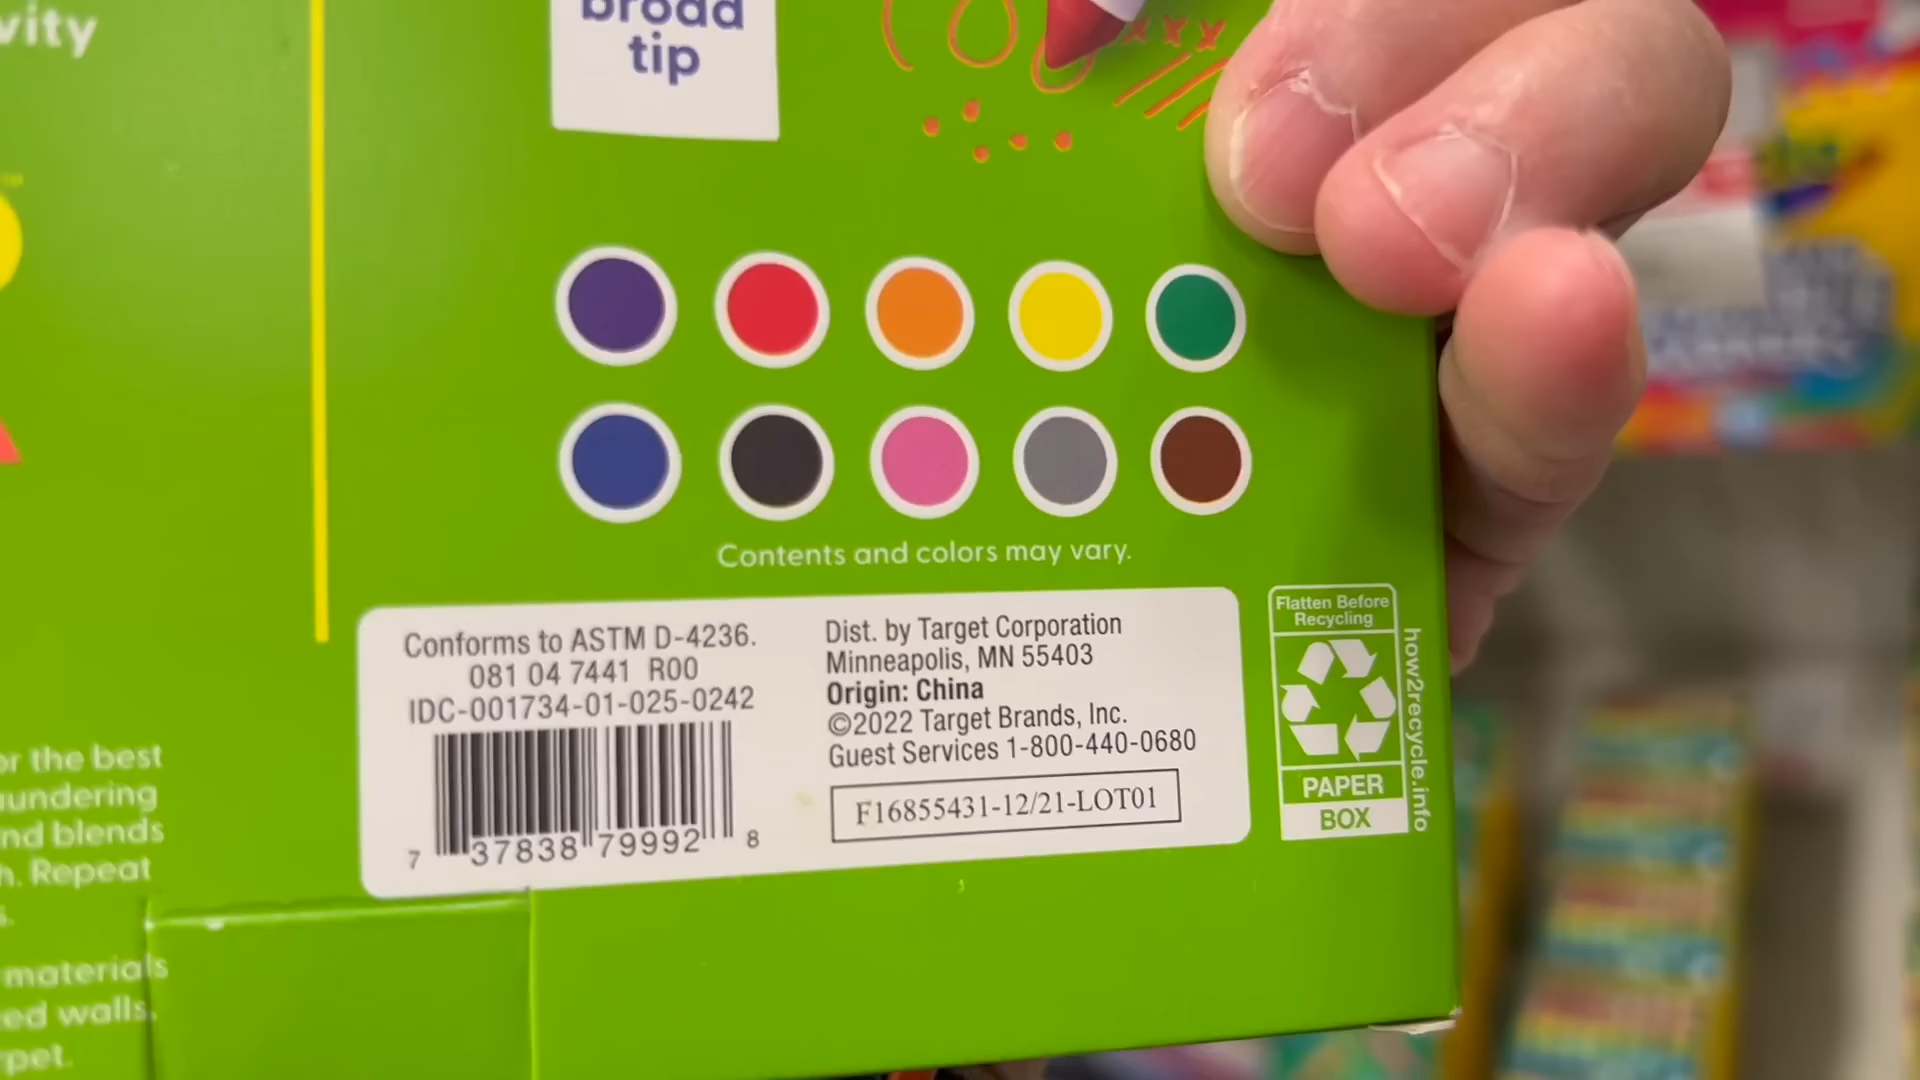 vity
broad
tip
Contents and colors may vary.
Conforms to ASTM D-4236.
081 04 7441 R00
IDC-001734-01-025-0242
7 37838 79992 8
Dist. by Target Corporation
Minneapolis, MN 55403
Origin: China
©2022 Target Brands, Inc.
Guest Services 1-800-440-0680
F16855431-12/21-LOT01
Flatten Before
Recycling
PAPER
BOX
how2recycle.info
or the best
aundering
nd blends
h. Repeat
s.
materials
ed walls,
rpet.